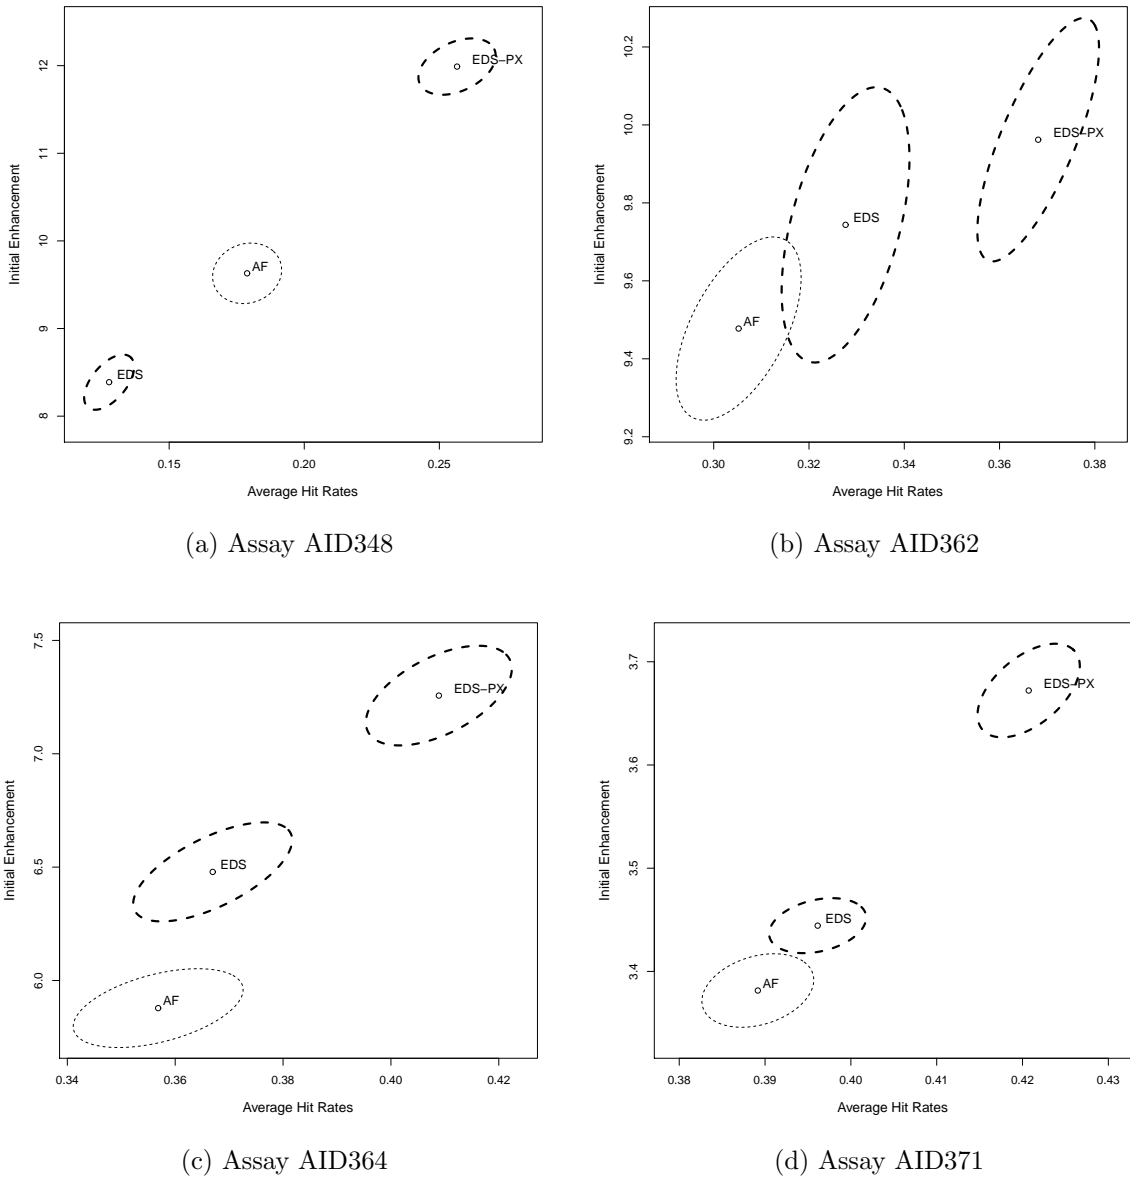 12
11
10
9
8
Initial Enhancement
EDS−PX
AF
EDS
0.15 0.20 0.25
Average Hit Rates
(a) Assay AID348
10.2
10.0
9.8
9.6
9.4
9.2
Initial Enhancement
EDS−PX
EDS
AF
0.30 0.32 0.34 0.36 0.38
Average Hit Rates
(b) Assay AID362
7.5
7.0
6.5
6.0
Initial Enhancement
EDS−PX
EDS
AF
0.34 0.36 0.38 0.40 0.42
Average Hit Rates
(c) Assay AID364
3.7
3.6
3.5
3.4
Initial Enhancement
EDS−PX
EDS
AF
0.38 0.39 0.40 0.41 0.42 0.43
Average Hit Rates
(d) Assay AID371